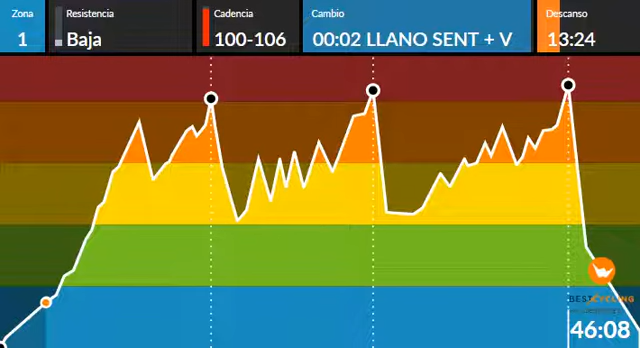 Zona
1
Resistencia
Baja
Cadencia
100-106
Cambio
00:02 LLANO SENT + V
Descanso
13:24
BESTCYCLING
46:08